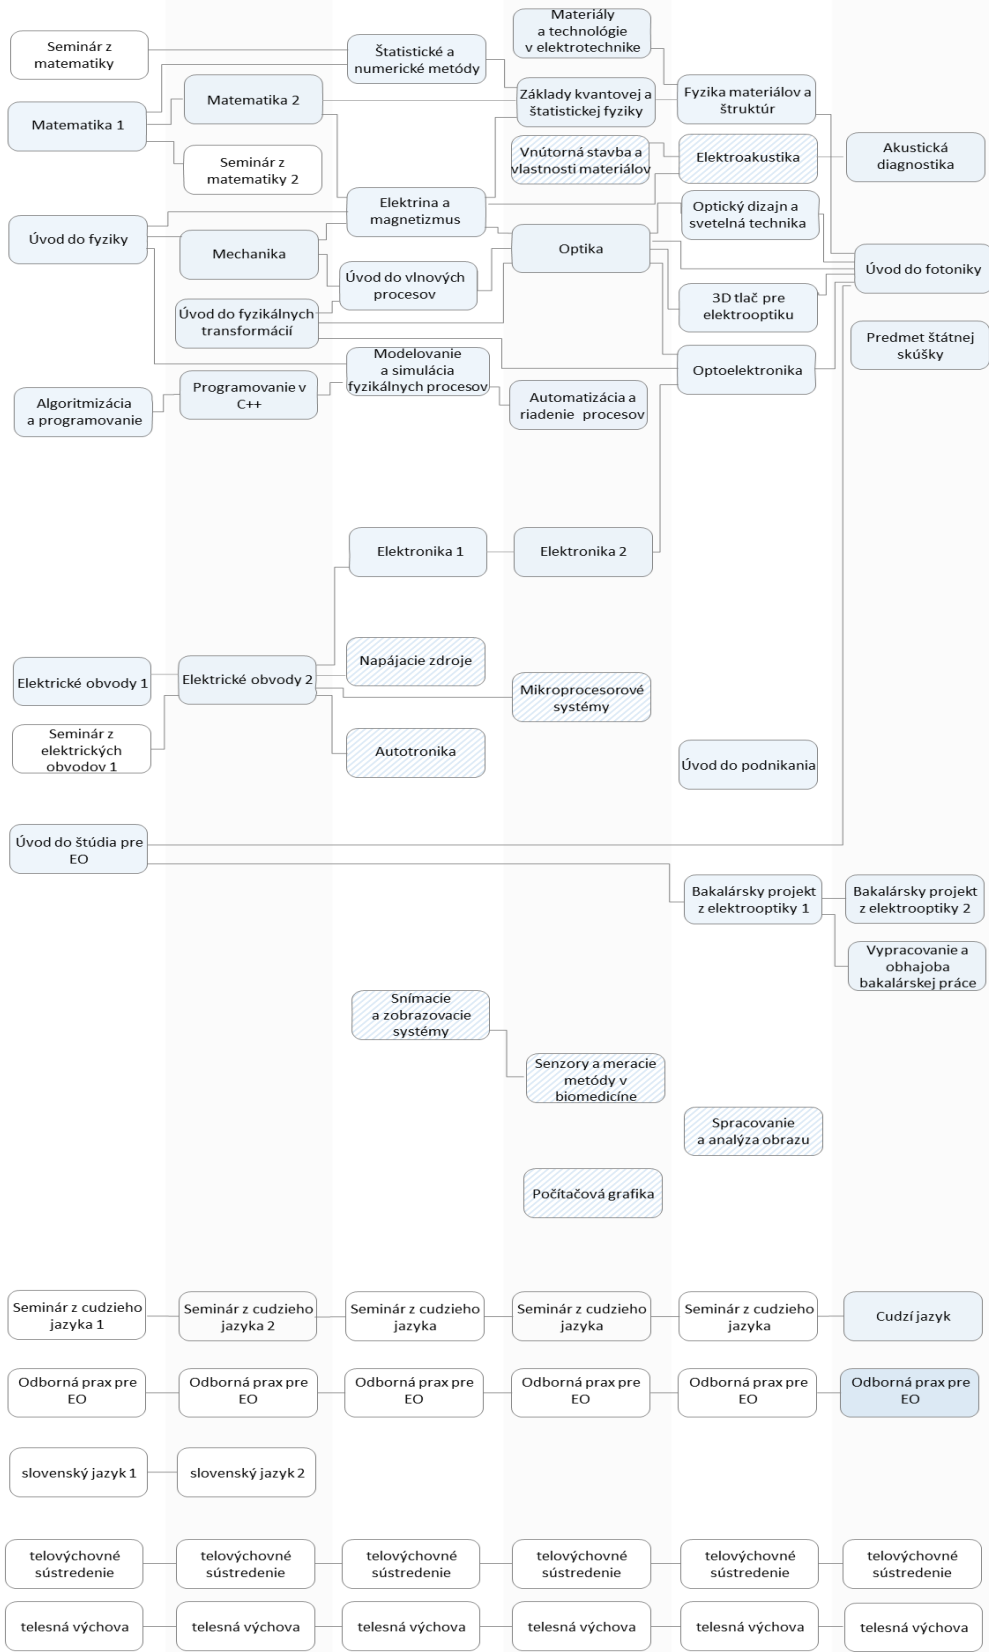 Materiály
a technológie
v elektrotechnike
Seminár z
matematiky
Štatistické a
numerické metódy
Matematika 1
Matematika 2
Základy kvantovej a
štatistickej fyziky
Fyzika materiálov a
štruktúr
Seminár z
matematiky 2
Vnútorná stavba a
vlastnosti materiálov
Elektroakustika
Akustická
diagnostika
Elektrina a
magnetizmus
Optický dizajn a
svetelná technika
Úvod do fyziky
Mechanika
Optika
Úvod do fotoniky
Úvod do vlnových
procesov
3D tlač pre
elektrooptiku
Úvod do fyzikálnych
transformácií
Predmet štátnej
skúšky
Modelovanie
a simulácia
fyzikálnych procesov
Optoelektronika
Programovanie v
C++
Algoritmizácia
a programovanie
Automatizácia a
riadenie procesov
Elektronika 1
Elektronika 2
Napájacie zdroje
Elektrické obvody 1
Elektrické obvody 2
Mikroprocesorové
systémy
Seminár z
elektrických
obvodov 1
Autotronika
Úvod do podnikania
Úvod do štúdia pre
EO
Bakalársky projekt
z elektrooptiky 1
Bakalársky projekt
z elektrooptiky 2
Vypracovanie a
obhajoba
bakalárskej práce
Snímacie
a zobrazovacie
systémy
Senzory a meracie
metódy v
biomedicíne
Spracovanie
a analýza obrazu
Počítačová grafika
Seminár z cudzieho
jazyka 1
Seminár z cudzieho
jazyka 2
Seminár z cudzieho
jazyka
Seminár z cudzieho
jazyka
Seminár z cudzieho
jazyka
Cudzí jazyk
Odborná prax pre
EO
Odborná prax pre
EO
Odborná prax pre
EO
Odborná prax pre
EO
Odborná prax pre
EO
Odborná prax pre
EO
slovenský jazyk 1
slovenský jazyk 2
telovýchovné
sústredenie
telovýchovné
sústredenie
telovýchovné
sústredenie
telovýchovné
sústredenie
telovýchovné
sústredenie
telovýchovné
sústredenie
telesná výchova
telesná výchova
telesná výchova
telesná výchova
telesná výchova
telesná výchova